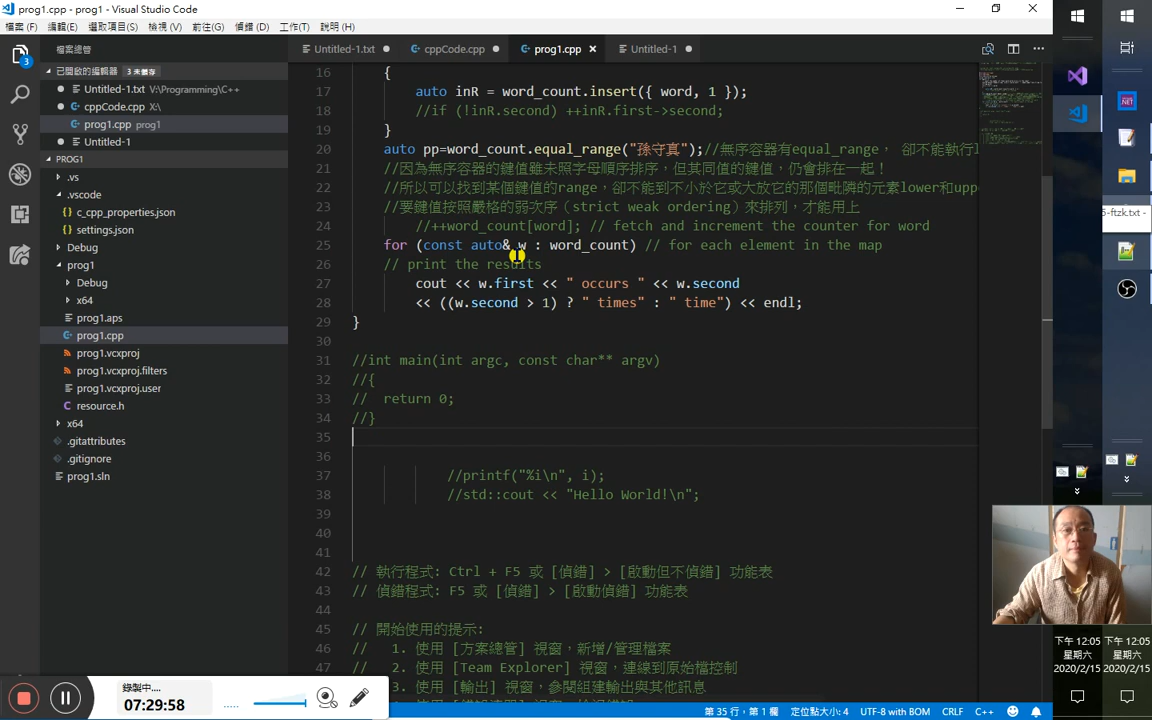 prog1.cpp - prog1 - Visual Studio Code
檔案 (F) 編輯(E) 選取項目(S) 檢視 (V) 前往(G) 偵錯 (D) 工作(T) 說明 (H)
檔案總管
Untitled-1.txt
cppCode.cpp
prog1.cpp
Untitled-1
3
已開啟的編輯器 3 未儲存
Untitled-1.txt V:\Programming\C++
cppCode.cpp X:\
prog1.cpp prog1
Untitled-1
PROG1
.vs
.vscode
{} c_cpp_properties.json
{} settings.json
Debug
prog1
Debug
x64
prog1.aps
prog1.cpp
prog1.vcxproj
prog1.vcxproj.filters
prog1.vcxproj.user
resource.h
x64
.gitattributes
.gitignore
prog1.sln
16 {
17 auto inR = word_count.insert({ word, 1 });
18 //if (!inR.second) ++inR.first->second;
19 }
20 auto pp=word_count.equal_range("孫守真");//無序容器有equal_range, 卻不能執行l
21 //因為無序容器的鍵值雖未照字母順序排序，但其同值的鍵值，仍會排在一起！
22 //所以可以找到某個鍵值的range，卻不能到不小於它或大放它的那個毗隣的元素lower和uppe
23 //要鍵值按照嚴格的弱次序（strict weak ordering）來排列，才能用上
24 //++word_count[word]; // fetch and increment the counter for word
25 for (const auto& w : word_count) // for each element in the map
26 // print the results
27 cout << w.first << " occurs " << w.second
28 << ((w.second > 1) ? " times" : " time") << endl;
29 }
30
31 //int main(int argc, const char** argv)
32 //{
33 // return 0;
34 //}
35
36
37 //printf("%i\n", i);
38 //std::cout << "Hello World!\n";
39
40
41
42 // 執行程式: Ctrl + F5 或 [偵錯] > [啟動但不偵錯] 功能表
43 // 偵錯程式: F5 或 [偵錯] > [啟動偵錯] 功能表
44
45 // 開始使用的提示:
46 // 1. 使用 [方案總管] 視窗，新增/管理檔案
47 // 2. 使用 [Team Explorer] 視窗，連線到原始檔控制
// 3. 使用 [輸出] 視窗，參閱組建輸出與其他訊息
錄製中....
07:29:58
第 35 行，第 1 欄 定位點大小: 4 UTF-8 with BOM CRLF C++
.NET
5-ftzk.txt -
下午 12:05
星期六
2020/2/15
下午 12:05
星期六
2020/2/15